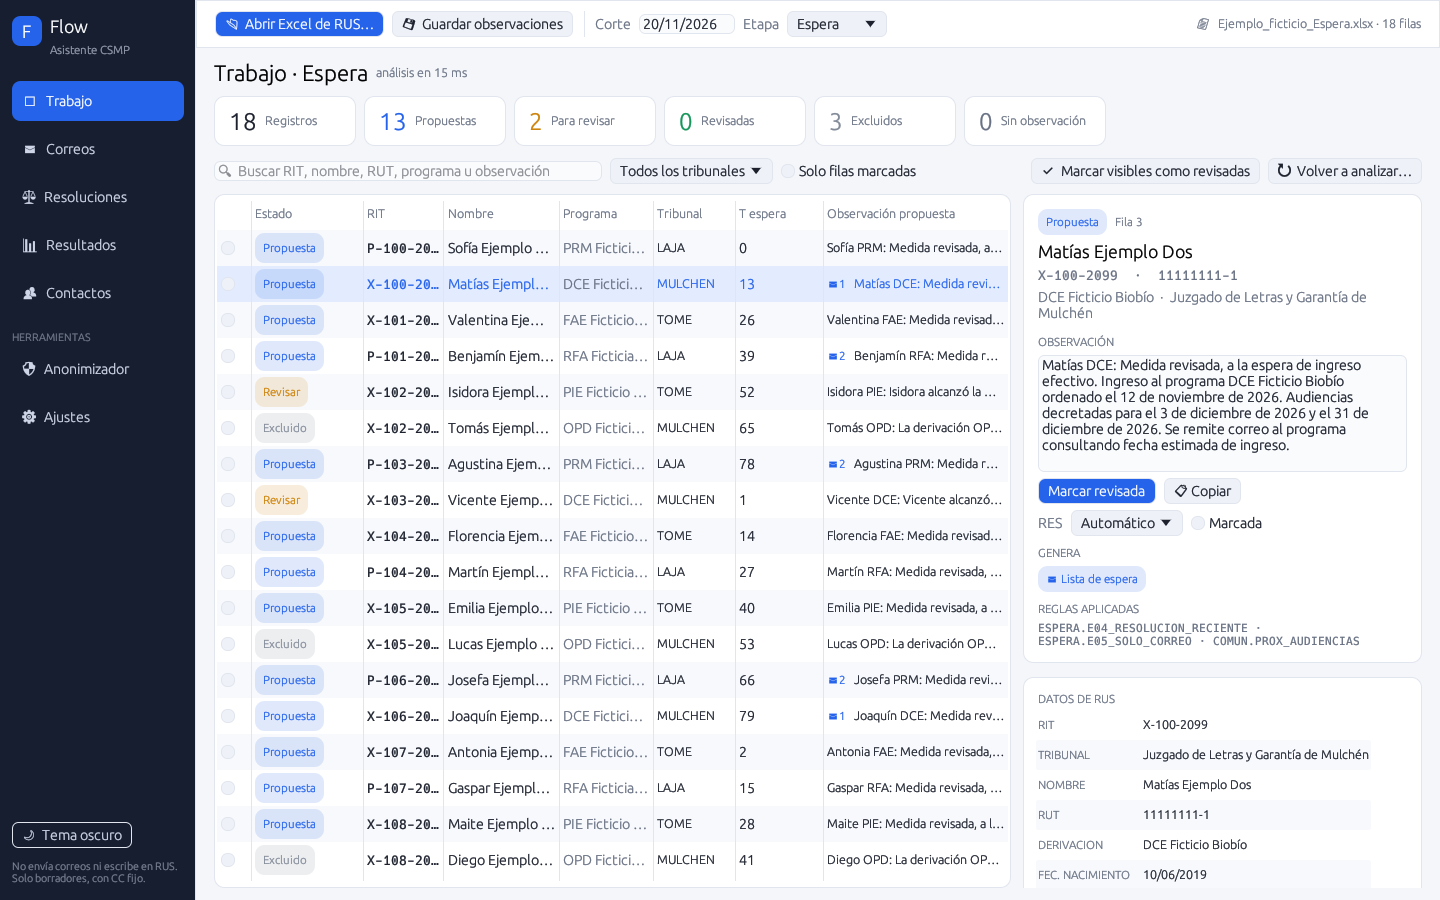 F Flow
Asistente CSMP
Trabajo
Correos
Resoluciones
Resultados
Contactos
HERRAMIENTAS
Anonimizador
Ajustes
Tema oscuro
No envía correos ni escribe en RUS.
Solo borradores, con CC fijo.
Abrir Excel de RUS… Guardar observaciones Corte 20/11/2026 Etapa Espera Ejemplo_ficticio_Espera.xlsx · 18 filas
Trabajo · Espera análisis en 15 ms
18 Registros 13 Propuestas 2 Para revisar 0 Revisadas 3 Excluidos 0 Sin observación
Buscar RIT, nombre, RUT, programa u observación Todos los tribunales Solo filas marcadas Marcar visibles como revisadas Volver a analizar…
Estado RIT Nombre Programa Tribunal T espera Observación propuesta
Propuesta P-100-20… Sofía Ejemplo … PRM Fictici… LAJA 0 Sofía PRM: Medida revisada, a…
Propuesta X-100-20… Matías Ejempl… DCE Fictici… MULCHEN 13 1 Matías DCE: Medida revi…
Propuesta X-101-20… Valentina Eje… FAE Ficticio… TOME 26 Valentina FAE: Medida revisad…
Propuesta P-101-20… Benjamín Ejem… RFA Ficticia… LAJA 39 2 Benjamín RFA: Medida r…
Revisar X-102-20… Isidora Ejempl… PIE Ficticio … TOME 52 Isidora PIE: Isidora alcanzó la …
Excluido X-102-20… Tomás Ejempl… OPD Fictici… MULCHEN 65 Tomás OPD: La derivación OP…
Propuesta P-103-20… Agustina Ejem… PRM Fictici… LAJA 78 2 Agustina PRM: Medida r…
Revisar X-103-20… Vicente Ejemp… DCE Fictici… MULCHEN 1 Vicente DCE: Vicente alcanzó…
Propuesta X-104-20… Florencia Ejem… FAE Ficticio… TOME 14 Florencia FAE: Medida revisad…
Propuesta P-104-20… Martín Ejempl… RFA Ficticia… LAJA 27 Martín RFA: Medida revisada, …
Propuesta X-105-20… Emilia Ejemplo… PIE Ficticio … TOME 40 Emilia PIE: Medida revisada, a …
Excluido X-105-20… Lucas Ejemplo … OPD Fictici… MULCHEN 53 Lucas OPD: La derivación OP…
Propuesta P-106-20… Josefa Ejempl… PRM Fictici… LAJA 66 2 Josefa PRM: Medida revi…
Propuesta X-106-20… Joaquín Ejemp… DCE Fictici… MULCHEN 79 1 Joaquín DCE: Medida rev…
Propuesta X-107-20… Antonia Ejemp… FAE Ficticio… TOME 2 Antonia FAE: Medida revisada,…
Propuesta P-107-20… Gaspar Ejempl… RFA Ficticia… LAJA 15 Gaspar RFA: Medida revisada, …
Propuesta X-108-20… Maite Ejemplo … PIE Ficticio … TOME 28 Maite PIE: Medida revisada, a l…
Excluido X-108-20… Diego Ejemplo… OPD Fictici… MULCHEN 41 Diego OPD: La derivación OP…
Propuesta Fila 3
Matías Ejemplo Dos
X-100-2099 · 11111111-1
DCE Ficticio Biobío · Juzgado de Letras y Garantía de
Mulchén
OBSERVACIÓN
Matías DCE: Medida revisada, a la espera de ingreso
efectivo. Ingreso al programa DCE Ficticio Biobío
ordenado el 12 de noviembre de 2026. Audiencias
decretadas para el 3 de diciembre de 2026 y el 31 de
diciembre de 2026. Se remite correo al programa
consultando fecha estimada de ingreso.
Marcar revisada Copiar
RES Automático Marcada
GENERA
Lista de espera
REGLAS APLICADAS
ESPERA.E04_RESOLUCION_RECIENTE ·
ESPERA.E05_SOLO_CORREO · COMUN.PROX_AUDIENCIAS
DATOS DE RUS
RIT X-100-2099
TRIBUNAL Juzgado de Letras y Garantía de Mulchén
NOMBRE Matías Ejemplo Dos
RUT 11111111-1
DERIVACION DCE Ficticio Biobío
FEC. NACIMIENTO 10/06/2019